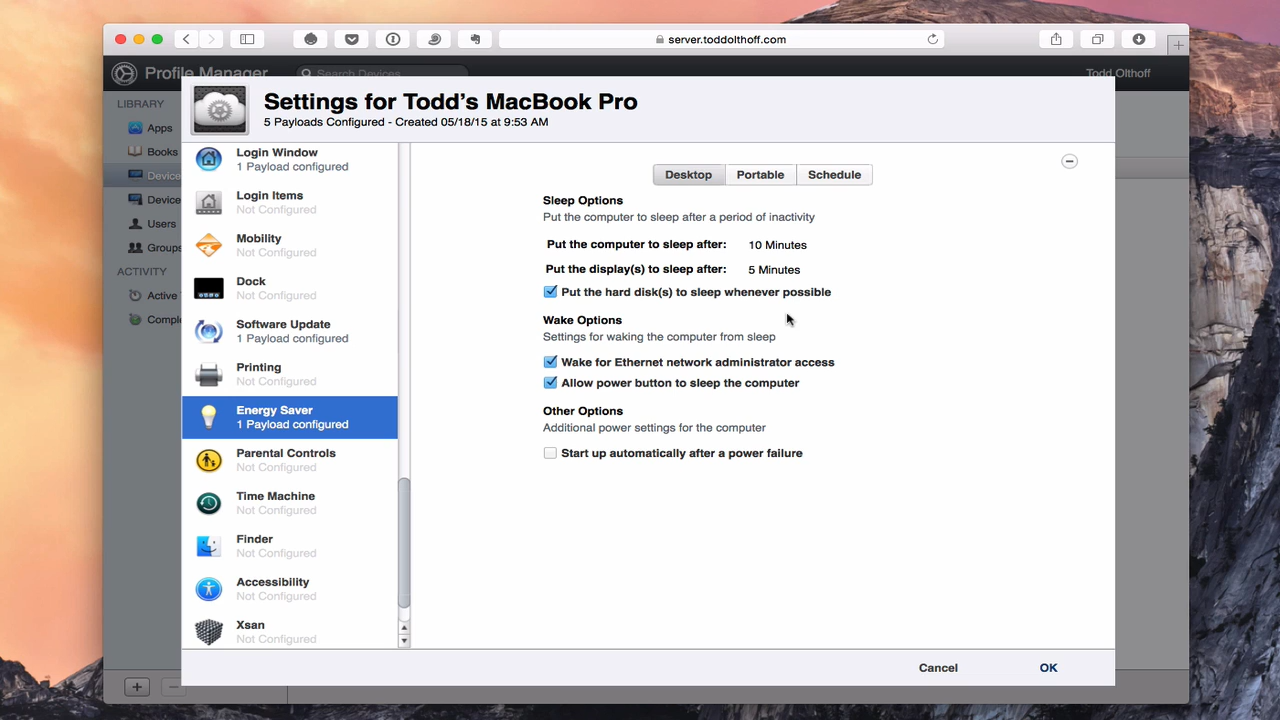 server.toddolthoff.com
Profile Manager
Search Devices
Todd Olthoff
LIBRARY
Apps
Books
Device
Device
Users
Groups
ACTIVITY
Active
Comple
Settings for Todd's MacBook Pro
5 Payloads Configured - Created 05/18/15 at 9:53 AM
Login Window
1 Payload configured
Login Items
Not Configured
Mobility
Not Configured
Dock
Not Configured
Software Update
1 Payload configured
Printing
Not Configured
Energy Saver
1 Payload configured
Parental Controls
Not Configured
Time Machine
Not Configured
Finder
Not Configured
Accessibility
Not Configured
Xsan
Not Configured
Desktop Portable Schedule
Sleep Options
Put the computer to sleep after a period of inactivity
Put the computer to sleep after: 10 Minutes
Put the display(s) to sleep after: 5 Minutes
Put the hard disk(s) to sleep whenever possible
Wake Options
Settings for waking the computer from sleep
Wake for Ethernet network administrator access
Allow power button to sleep the computer
Other Options
Additional power settings for the computer
Start up automatically after a power failure
Cancel OK